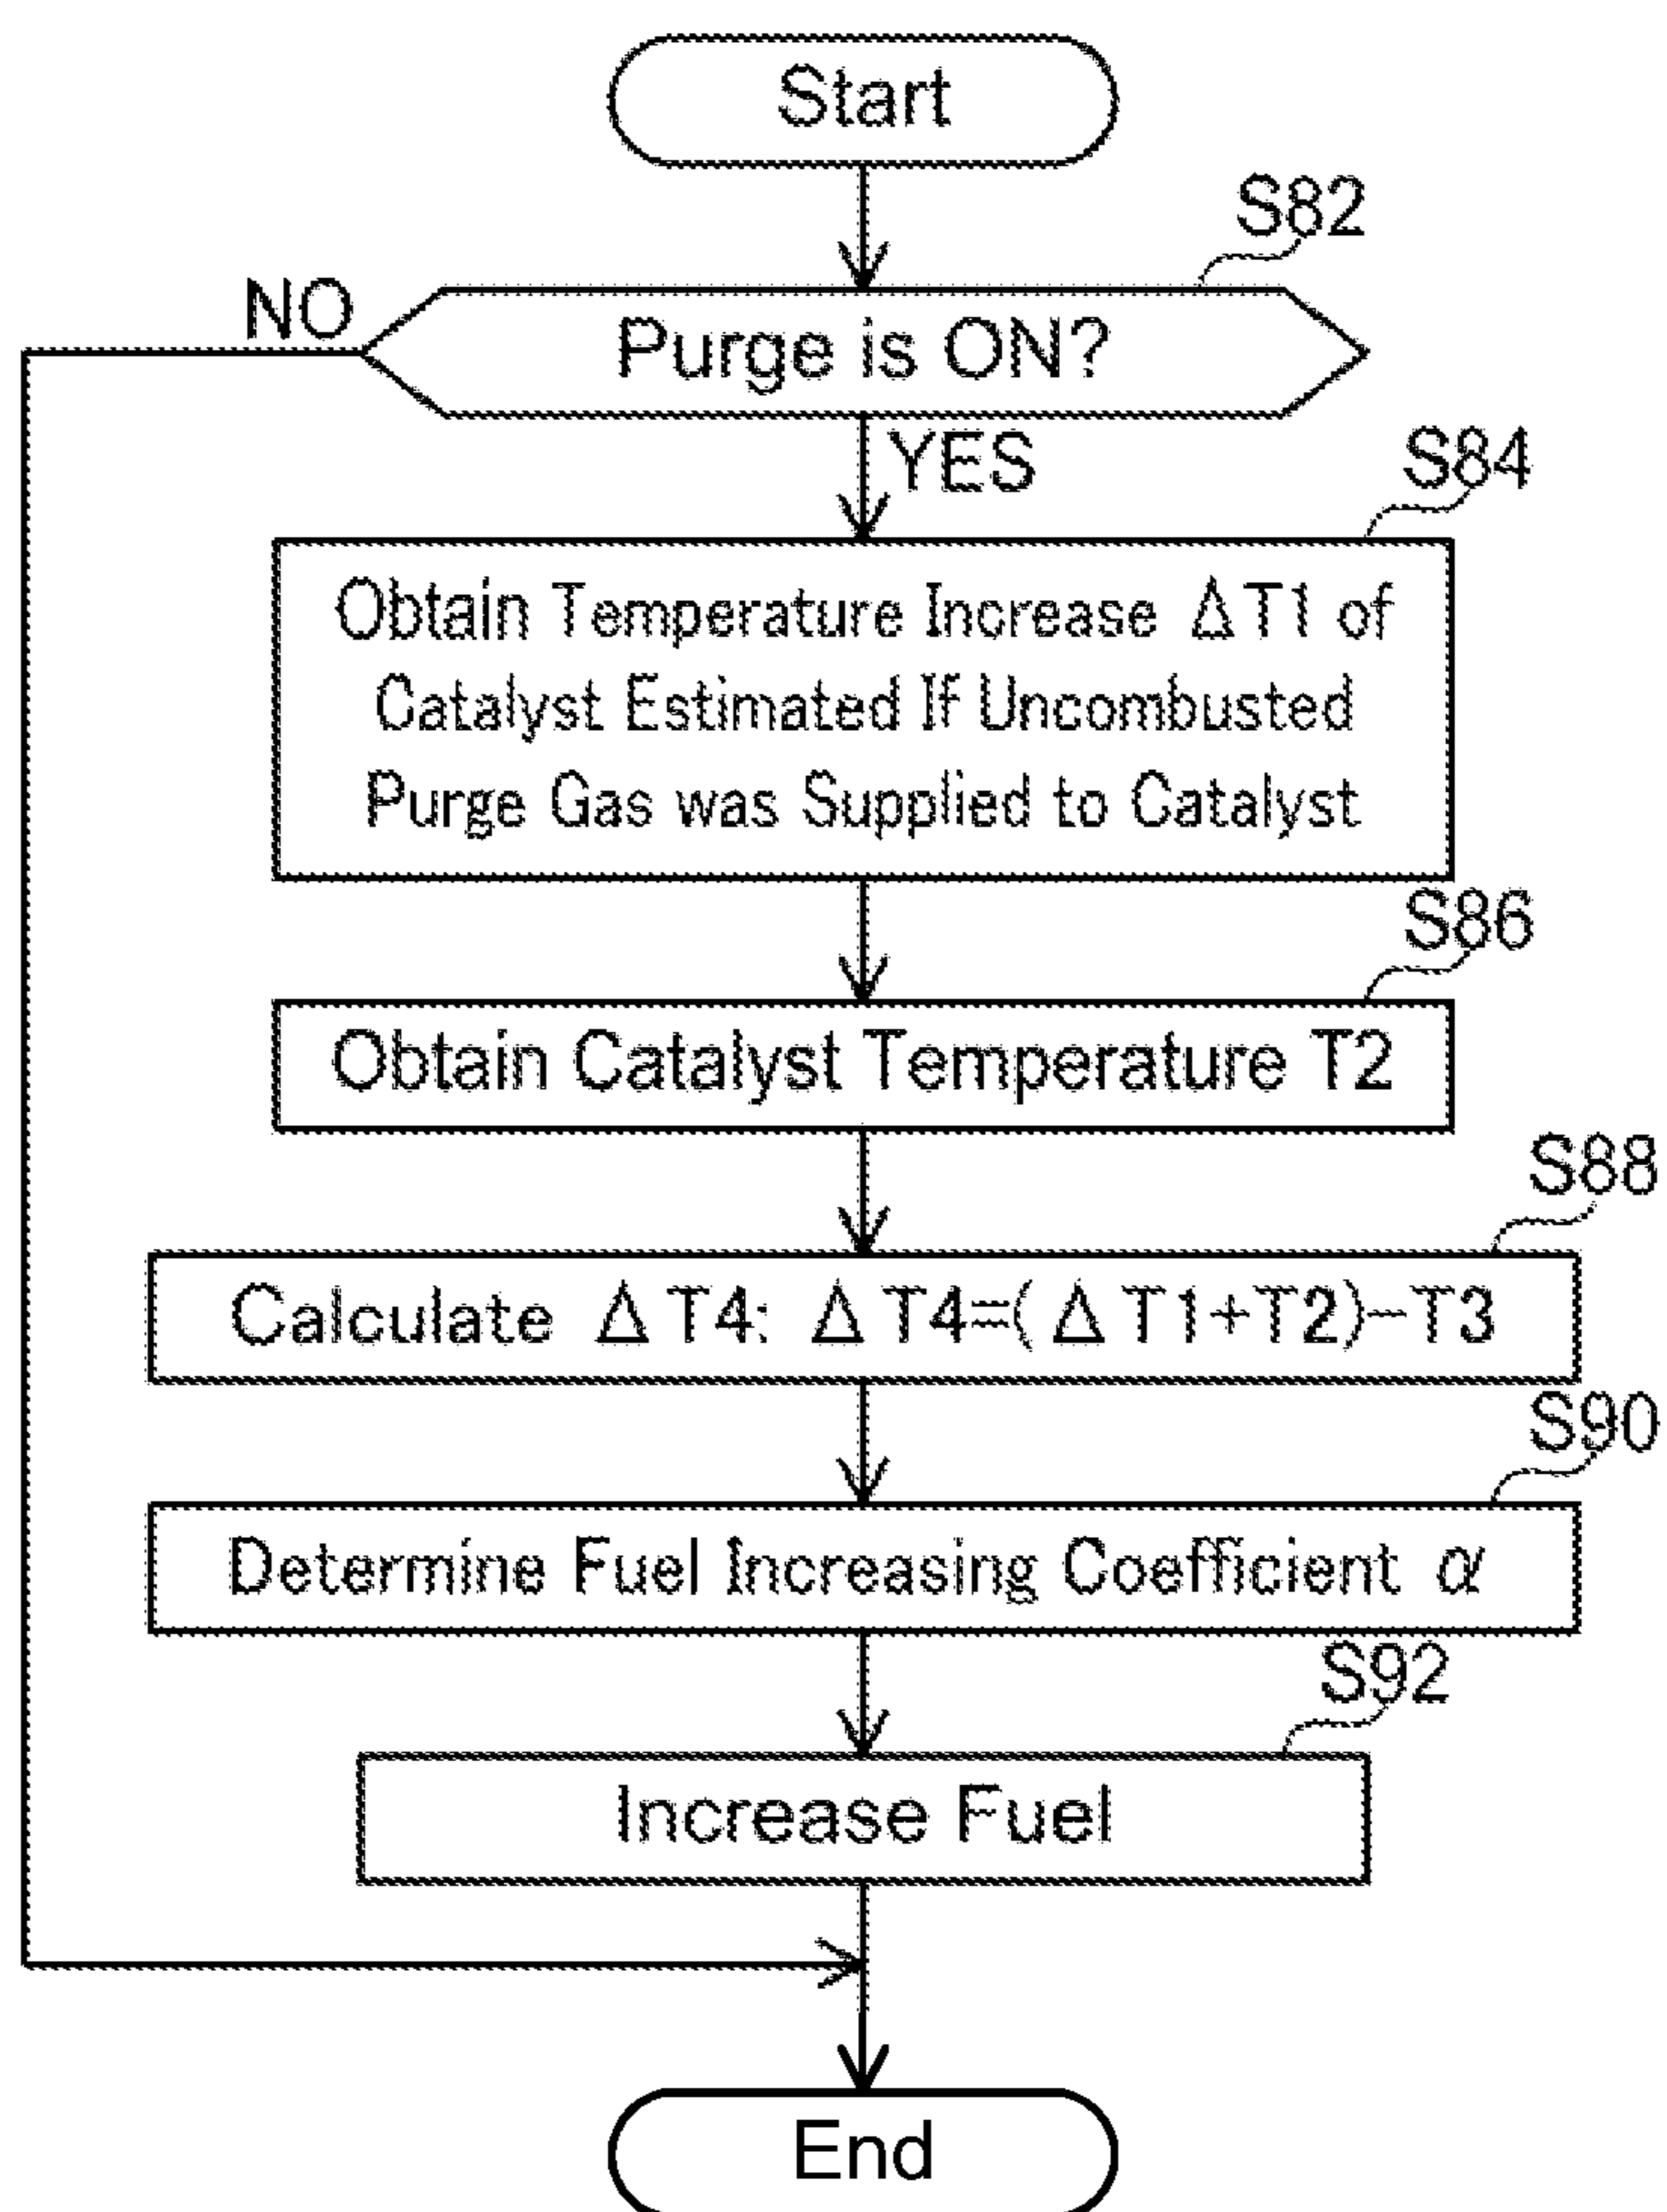 Start
S82
NO
Purge is ON?
YES
S84
Obtain Temperature Increase ΔT1 of
Catalyst Estimated If Uncombusted
Purge Gas was Supplied to Catalyst
S86
Obtain Catalyst Temperature T2
S88
Calculate ΔT4: ΔT4=(ΔT1+T2)-T3
S90
Determine Fuel Increasing Coefficient α
S92
Increase Fuel
End